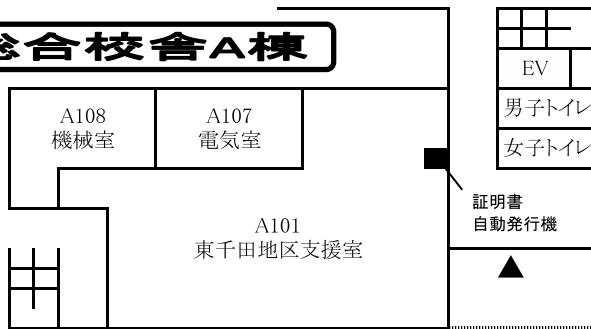 総合校舎A棟
EV
A108
機械室
A107
電気室
男子トイレ
女子トイレ
証明書
自動発行機
A101
東千田地区支援室